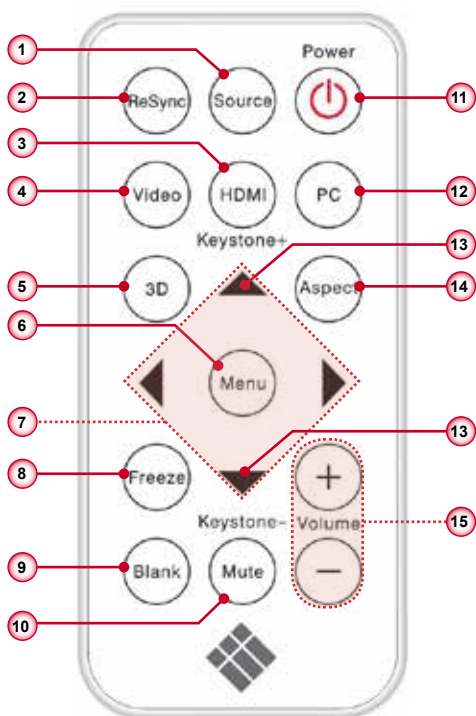 Power
1
2 ReSync Source 11
3
4 Video HDMI PC 12
Keystone+
13
5 3D Aspect 14
6 Menu
7
13
8 Freeze +
Keystone- Volume 15
9 Blank Mute −
10